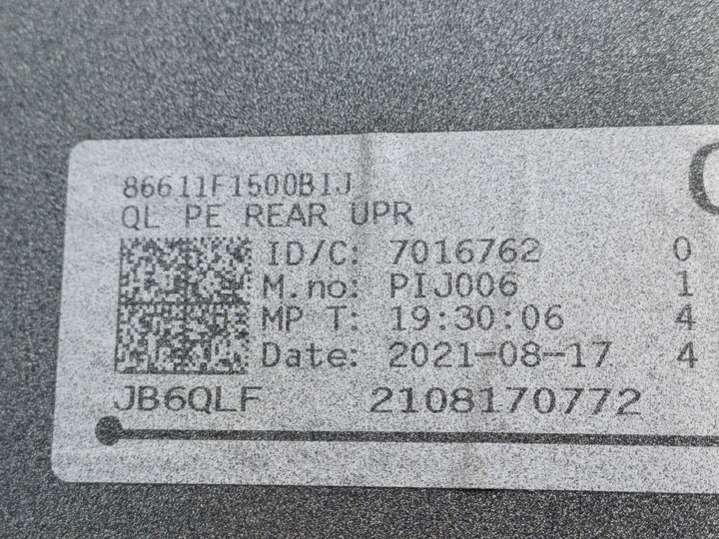 86611F1500BIJ
QL PE REAR UPR
ID/C: 7016762 0
M.no: PIJ006 1
MP T: 19:30:06 4
Date: 2021-08-17 4
JB6QLF 2108170772